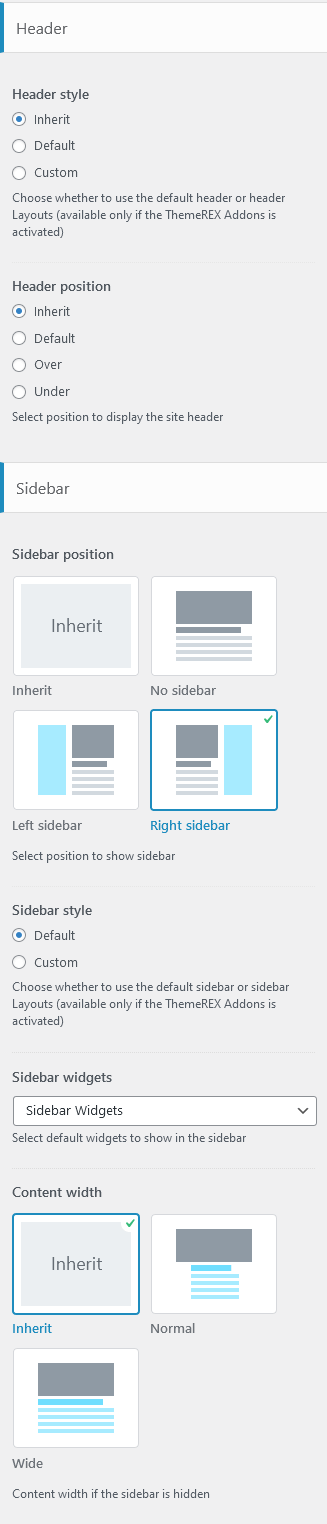 Header
Header style
Inherit
Default
Custom
Choose whether to use the default header or header
Layouts (available only if the ThemeREX Addons is
activated)
Header position
Inherit
Default
Over
Under
Select position to display the site header
Sidebar
Sidebar position
Inherit
Inherit
No sidebar
Left sidebar
Right sidebar
Select position to show sidebar
Sidebar style
Default
Custom
Choose whether to use the default sidebar or sidebar
Layouts (available only if the ThemeREX Addons is
activated)
Sidebar widgets
Sidebar Widgets
Select default widgets to show in the sidebar
Content width
Inherit
Inherit
Normal
Wide
Content width if the sidebar is hidden